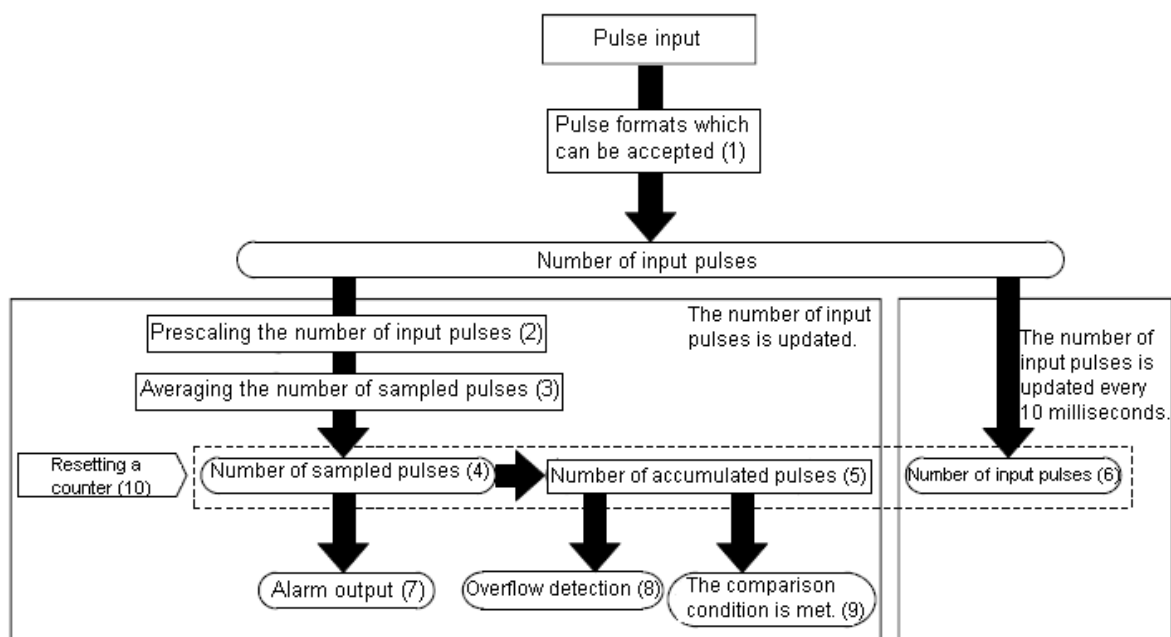 Pulse input
Pulse formats which
can be accepted (1)
Number of input pulses
The number of input
pulses is updated.
Prescaling the number of input pulses (2)
Averaging the number of sampled pulses (3)
The number of
input pulses is
updated every
10 milliseconds.
Resetting a
counter (10)
Number of sampled pulses (4)
Number of accumulated pulses (5)
Number of input pulses (6)
Alarm output (7)
Overflow detection (8)
The comparison
condition is met. (9)